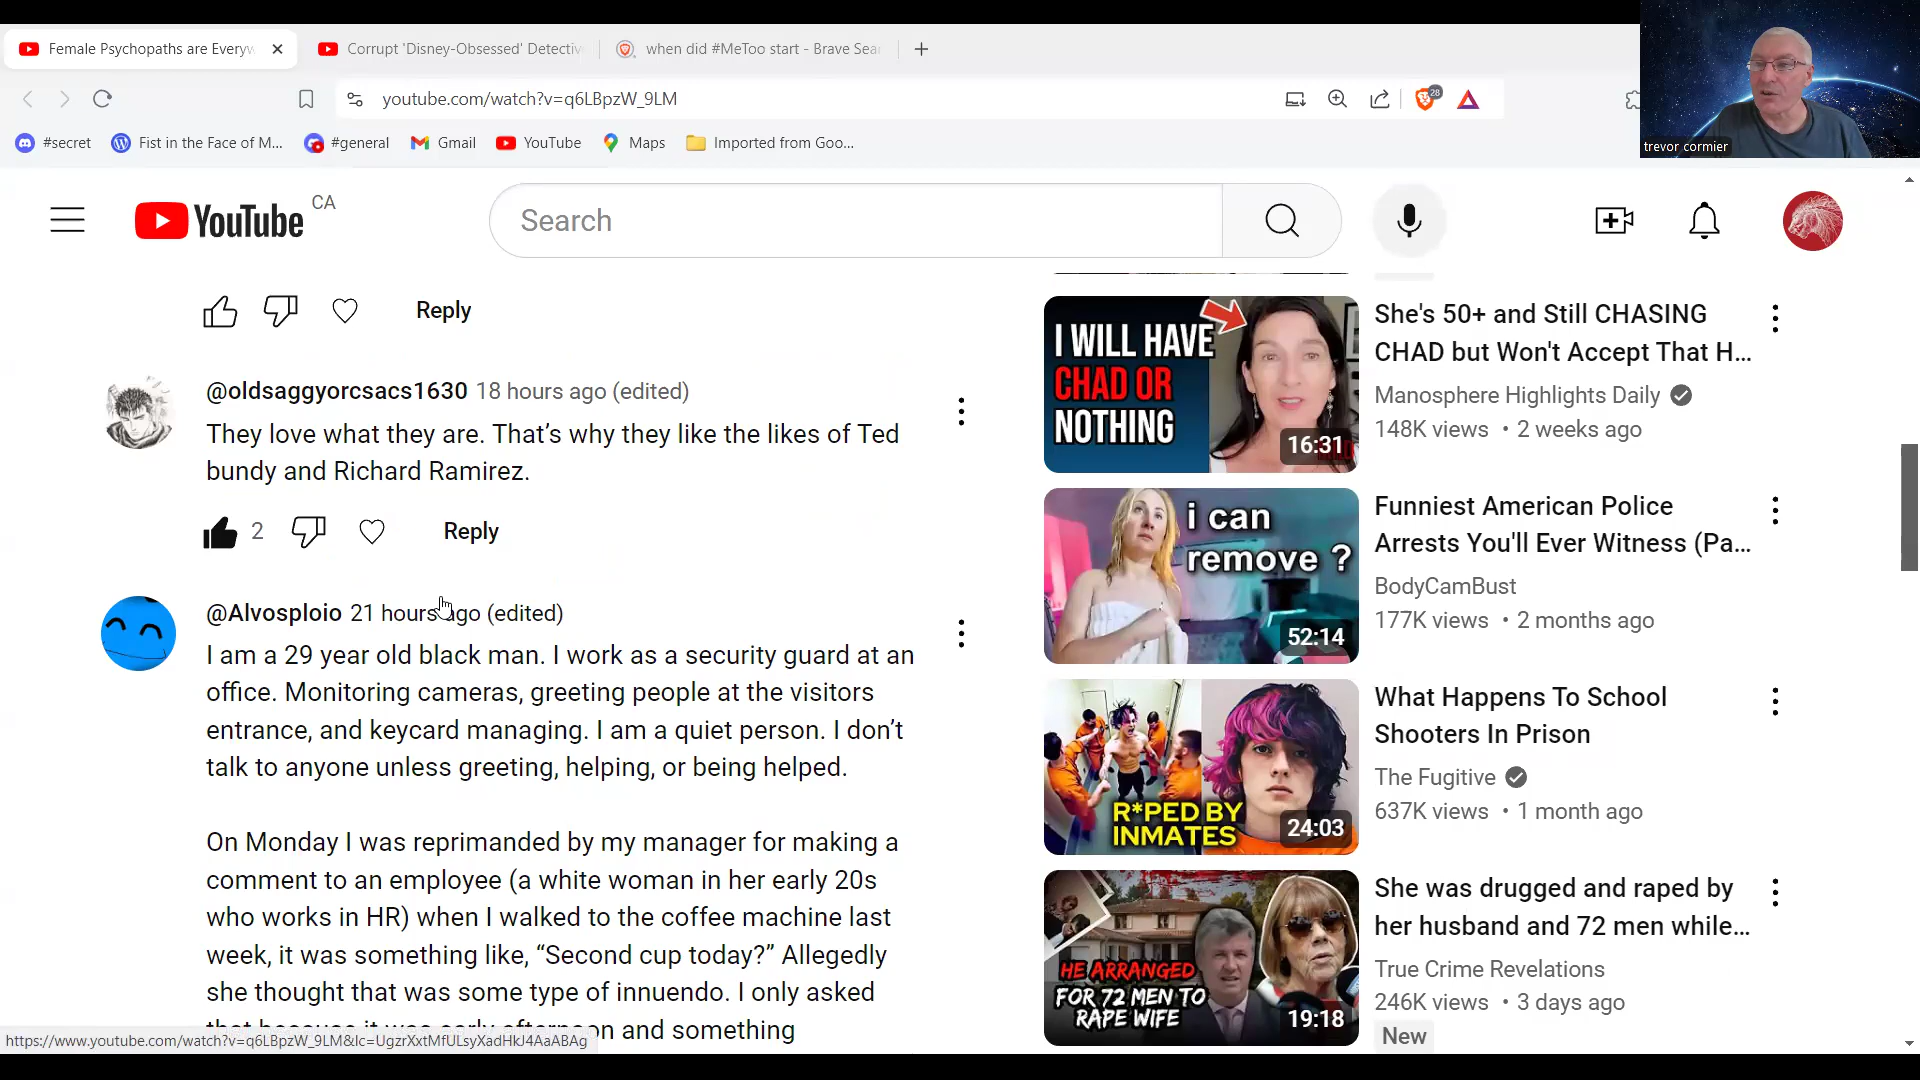 Female Psychopaths are Everyw
Corrupt 'Disney-Obsessed' Detectiv
when did #MeToo start - Brave Sea
youtube.com/watch?v=q6LBpzW_9LM
28
trevor cormier
#secret
Fist in the Face of M...
#general
Gmail
YouTube
Maps
Imported from Goo...
YouTube CA
Search
Reply
@oldsaggyorcsacs1630 18 hours ago (edited)
They love what they are. That’s why they like the likes of Ted
bundy and Richard Ramirez.
2 Reply
@Alvosploio 21 hours ago (edited)
I am a 29 year old black man. I work as a security guard at an
office. Monitoring cameras, greeting people at the visitors
entrance, and keycard managing. I am a quiet person. I don’t
talk to anyone unless greeting, helping, or being helped.
On Monday I was reprimanded by my manager for making a
comment to an employee (a white woman in her early 20s
who works in HR) when I walked to the coffee machine last
week, it was something like, “Second cup today?” Allegedly
she thought that was some type of innuendo. I only asked
that because it was early afternoon and something
https://www.youtube.com/watch?v=q6LBpzW_9LM&lc=UgzrXxtMfULsyXadHkJ4AaABAg
I WILL HAVE
CHAD OR
NOTHING
16:31
She's 50+ and Still CHASING
CHAD but Won't Accept That H...
Manosphere Highlights Daily
148K views • 2 weeks ago
i can
remove ?
52:14
Funniest American Police
Arrests You'll Ever Witness (Pa...
BodyCamBust
177K views • 2 months ago
R*PED BY
INMATES
24:03
What Happens To School
Shooters In Prison
The Fugitive
637K views • 1 month ago
HE ARRANGED
FOR 72 MEN TO
RAPE WIFE
19:18
She was drugged and raped by
her husband and 72 men while...
True Crime Revelations
246K views • 3 days ago
New